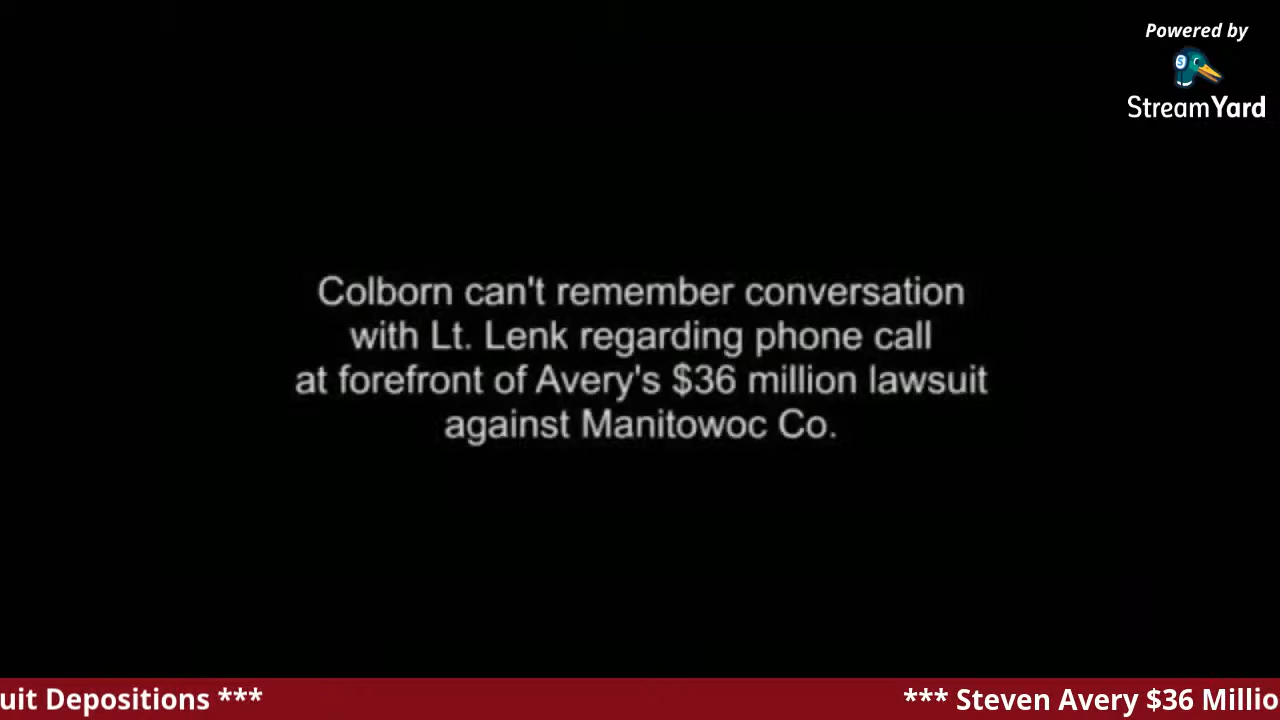 Powered by
S
StreamYard
Colborn can't remember conversation
with Lt. Lenk regarding phone call
at forefront of Avery's $36 million lawsuit
against Manitowoc Co.
uit Depositions *** *** Steven Avery $36 Millio